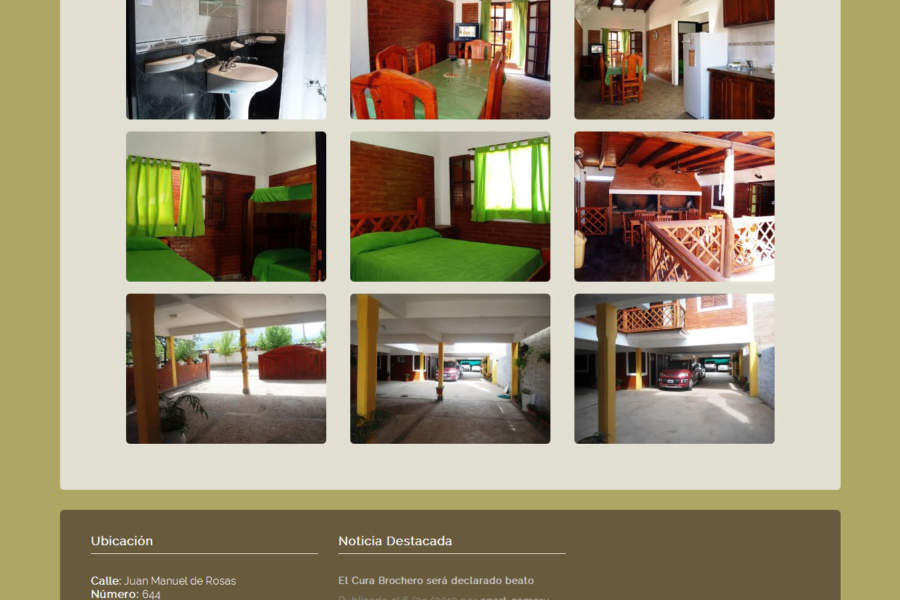 Ubicación
Noticia Destacada
Calle: Juan Manuel de Rosas
Número: 644
El Cura Brochero será declarado beato